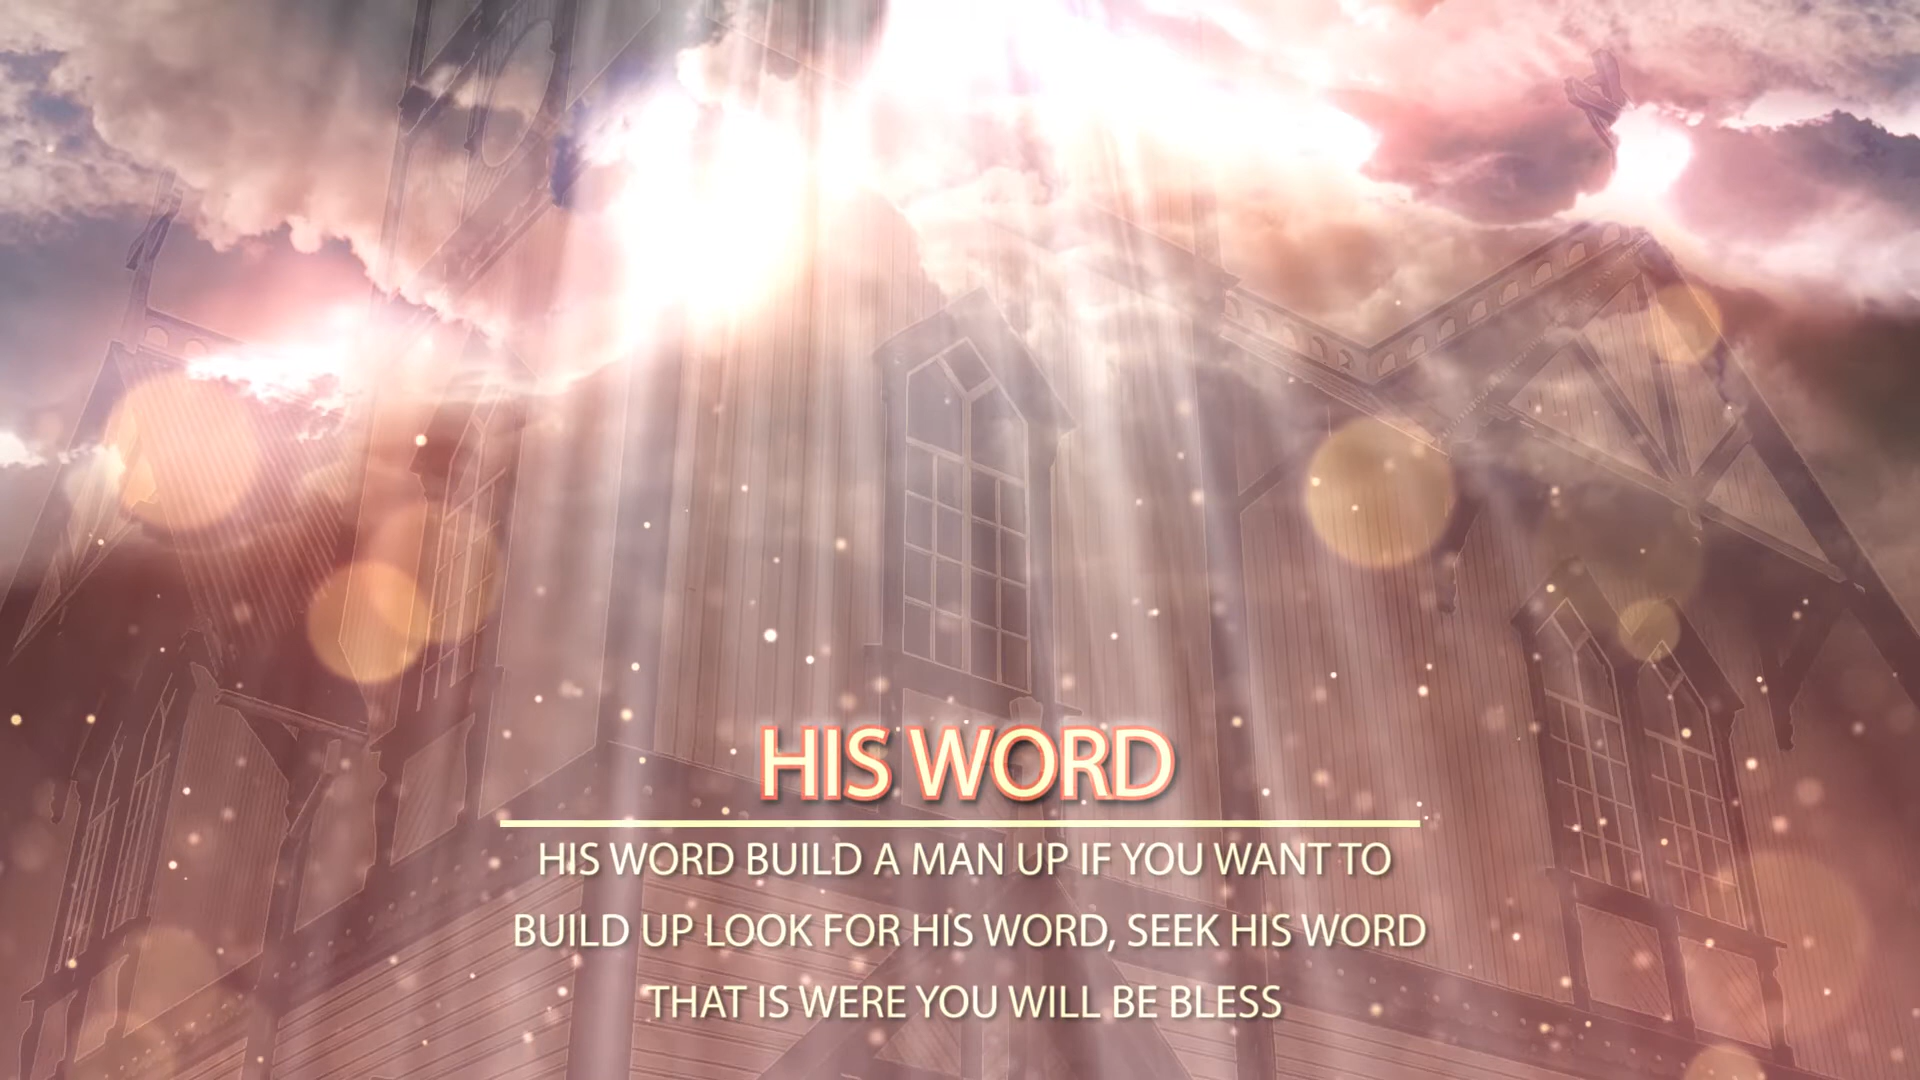 HIS WORD
HIS WORD BUILD A MAN UP IF YOU WANT TO
BUILD UP LOOK FOR HIS WORD, SEEK HIS WORD
THAT IS WERE YOU WILL BE BLESS